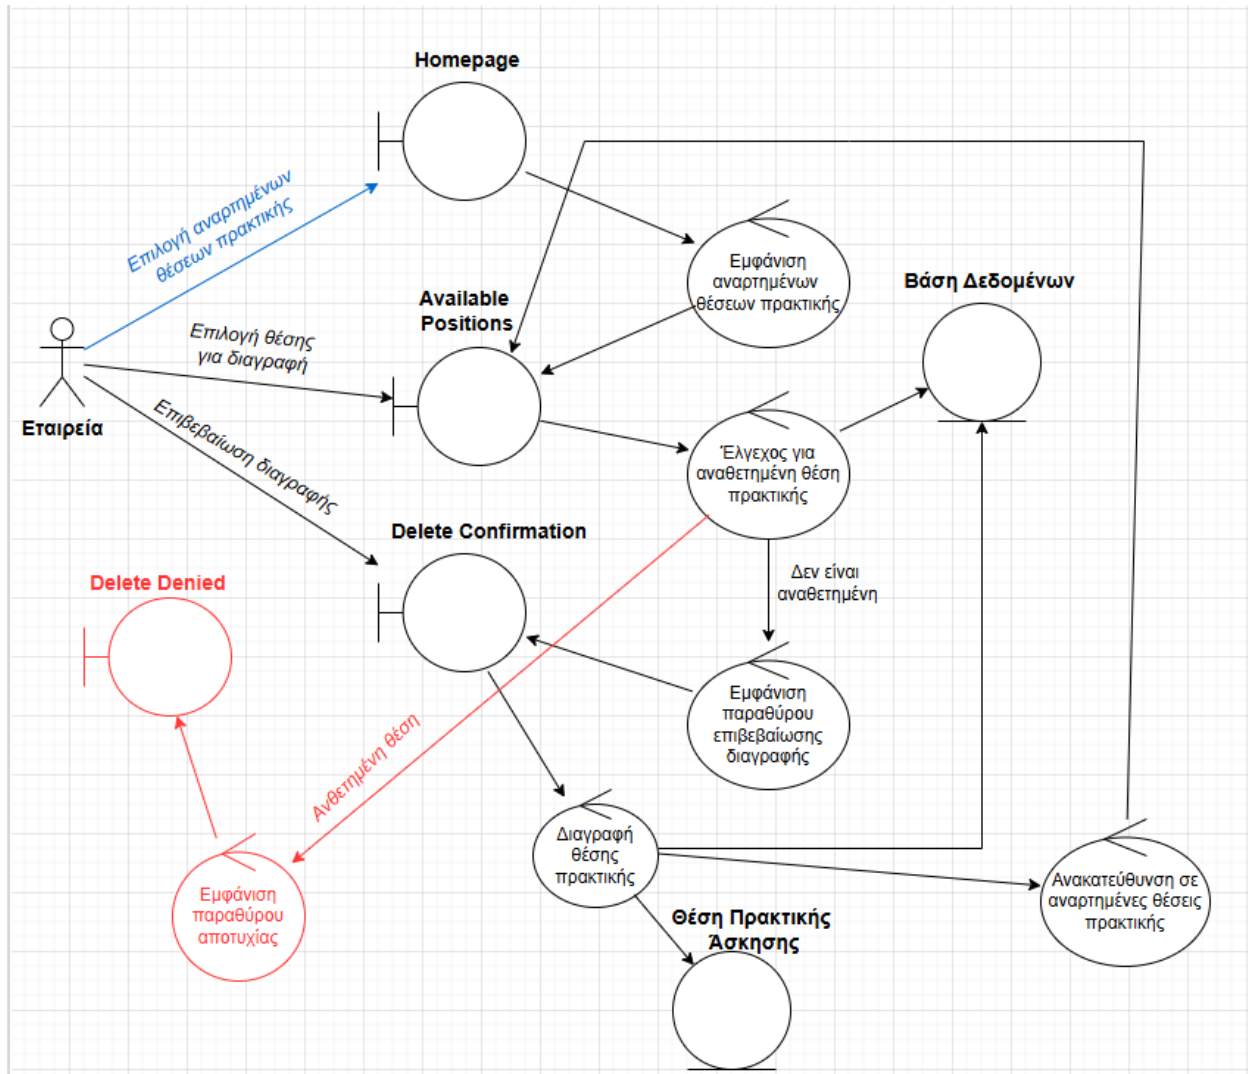 Homepage
Επιλογή αναρτημένων
θέσεων πρακτικής
Εμφάνιση
αναρτημένων
θέσεων πρακτικής
Βάση Δεδομένων
Available
Positions
Επιλογή θέσης
για διαγραφή
Εταιρεία
Επιβεβαίωση διαγραφής
Έλγεχος για
αναθετημένη θέση
πρακτικής
Delete Confirmation
Delete Denied
Δεν είναι
αναθετημένη
Εμφάνιση
παραθύρου
επιβεβαίωσης
διαγραφής
Ανθετημένη θέση
Διαγραφή
θέσης
πρακτικής
Εμφάνιση
παραθύρου
αποτυχίας
Ανακατεύθυνση σε
αναρτημένες θέσεις
πρακτικής
Θέση Πρακτικής
Άσκησης